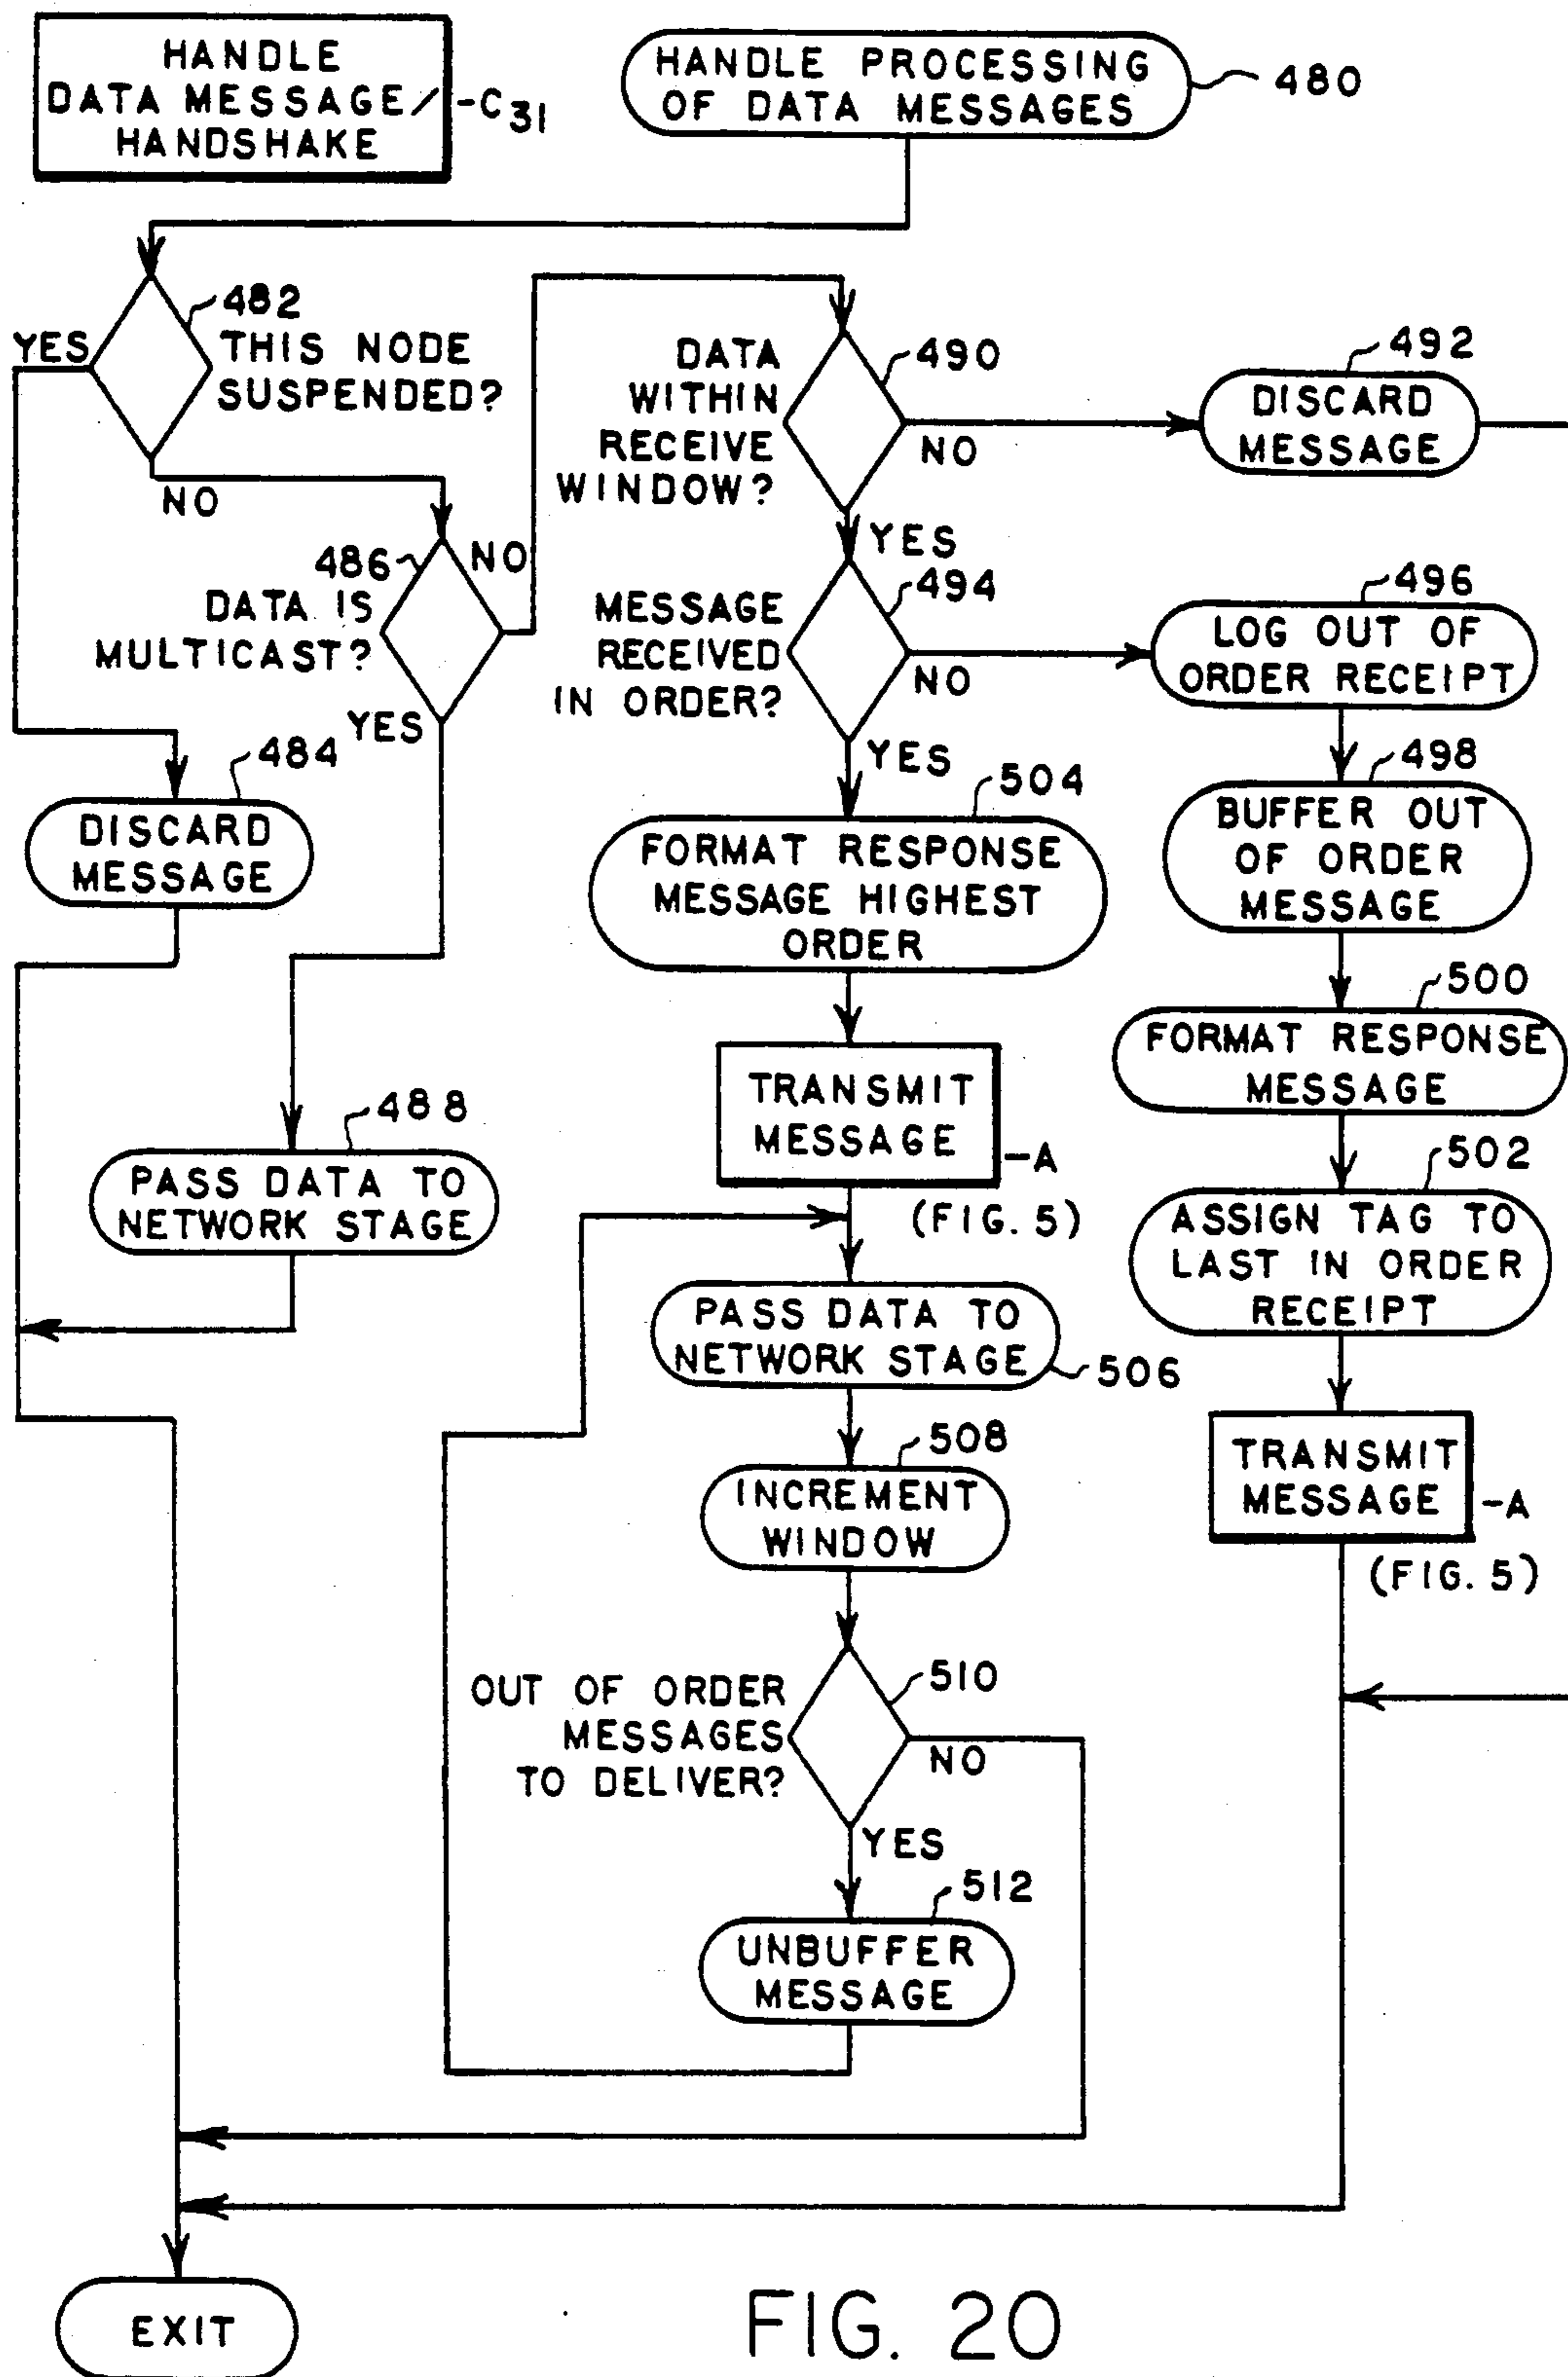 HANDLE
DATA MESSAGE/
HANDSHAKE
-C31
HANDLE PROCESSING
OF DATA MESSAGES
480
482
YES
THIS NODE
SUSPENDED?
NO
490
DATA
WITHIN
RECEIVE
WINDOW?
NO
YES
492
DISCARD
MESSAGE
486
NO
DATA IS
MULTICAST?
YES
494
MESSAGE
RECEIVED
IN ORDER?
NO
YES
496
LOG OUT OF
ORDER RECEIPT
484
DISCARD
MESSAGE
504
FORMAT RESPONSE
MESSAGE HIGHEST
ORDER
498
BUFFER OUT
OF ORDER
MESSAGE
500
FORMAT RESPONSE
MESSAGE
488
PASS DATA TO
NETWORK STAGE
TRANSMIT
MESSAGE
-A
(FIG. 5)
502
ASSIGN TAG TO
LAST IN ORDER
RECEIPT
PASS DATA TO
NETWORK STAGE
506
TRANSMIT
MESSAGE
-A
(FIG. 5)
508
INCREMENT
WINDOW
510
OUT OF ORDER
MESSAGES
TO DELIVER?
NO
YES
512
UNBUFFER
MESSAGE
EXIT
FIG. 20